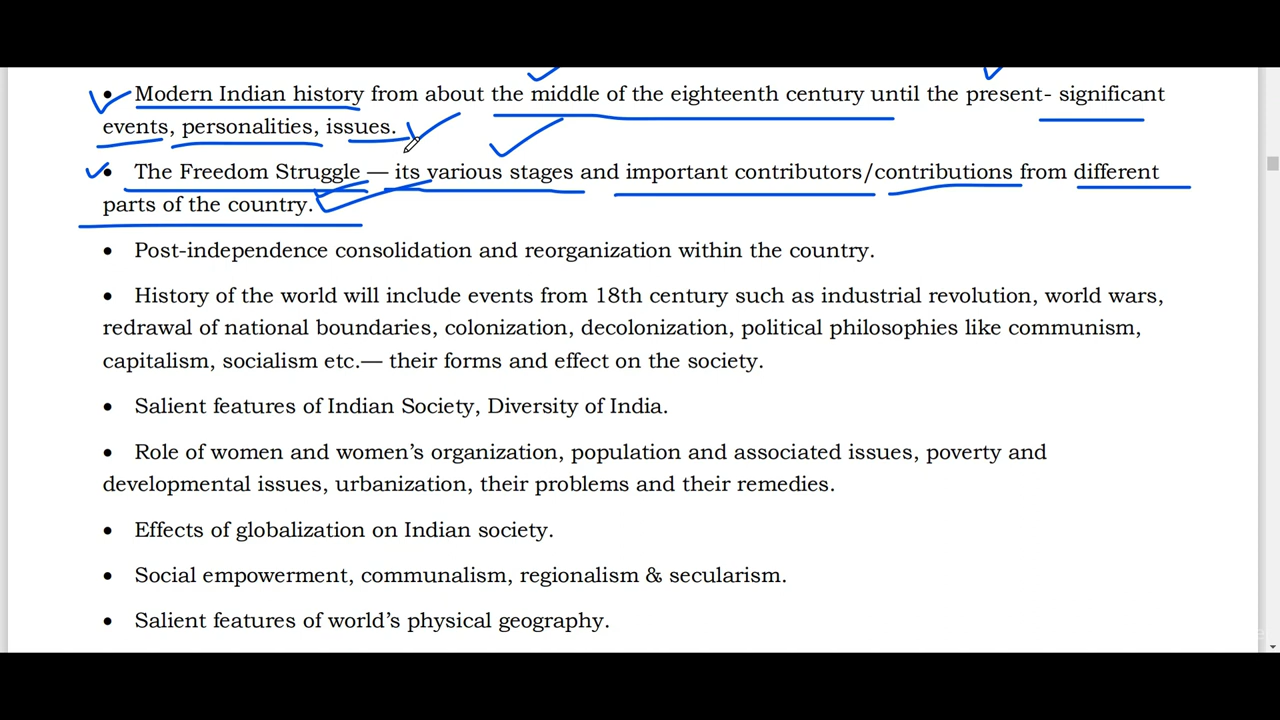 • Modern Indian history from about the middle of the eighteenth century until the present- significant
events, personalities, issues.
• The Freedom Struggle — its various stages and important contributors/contributions from different
parts of the country.
• Post-independence consolidation and reorganization within the country.
• History of the world will include events from 18th century such as industrial revolution, world wars,
redrawal of national boundaries, colonization, decolonization, political philosophies like communism,
capitalism, socialism etc.— their forms and effect on the society.
• Salient features of Indian Society, Diversity of India.
• Role of women and women’s organization, population and associated issues, poverty and
developmental issues, urbanization, their problems and their remedies.
• Effects of globalization on Indian society.
• Social empowerment, communalism, regionalism & secularism.
• Salient features of world’s physical geography.